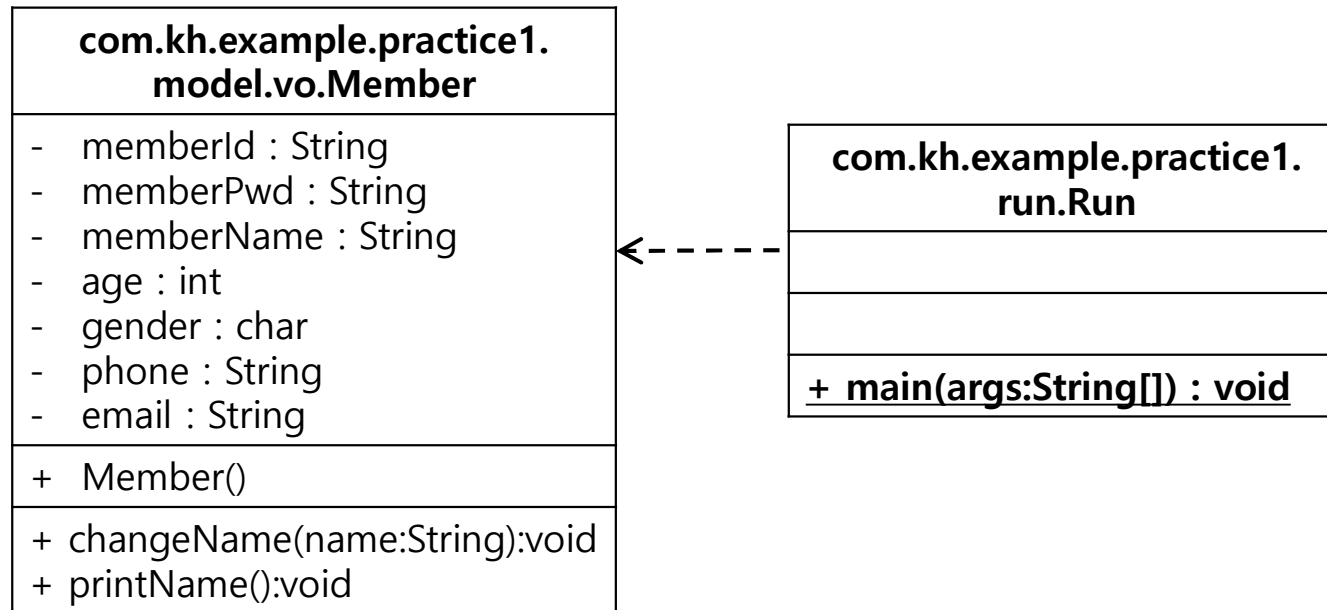 com.kh.example.practice1.
model.vo.Member
- memberId : String
- memberPwd : String
- memberName : String
- age : int
- gender : char
- phone : String
- email : String
+ Member()
+ changeName(name:String):void
+ printName():void
com.kh.example.practice1.
run.Run
+ main(args:String[]) : void